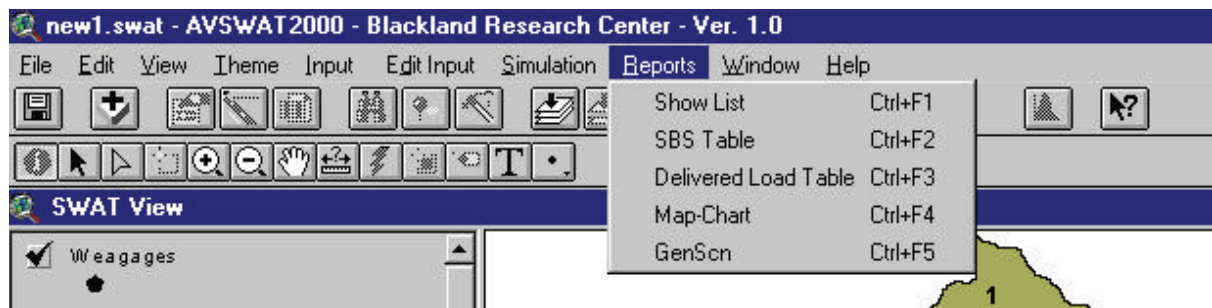 new1.swat - AVSWAT2000 - Blackland Research Center - Ver. 1.0
File Edit View Theme Input Edit Input Simulation Reports Window Help
Show List Ctrl+F1
SBS Table Ctrl+F2
Delivered Load Table Ctrl+F3
Map-Chart Ctrl+F4
GenScn Ctrl+F5
T
SWAT View
Weagages
1